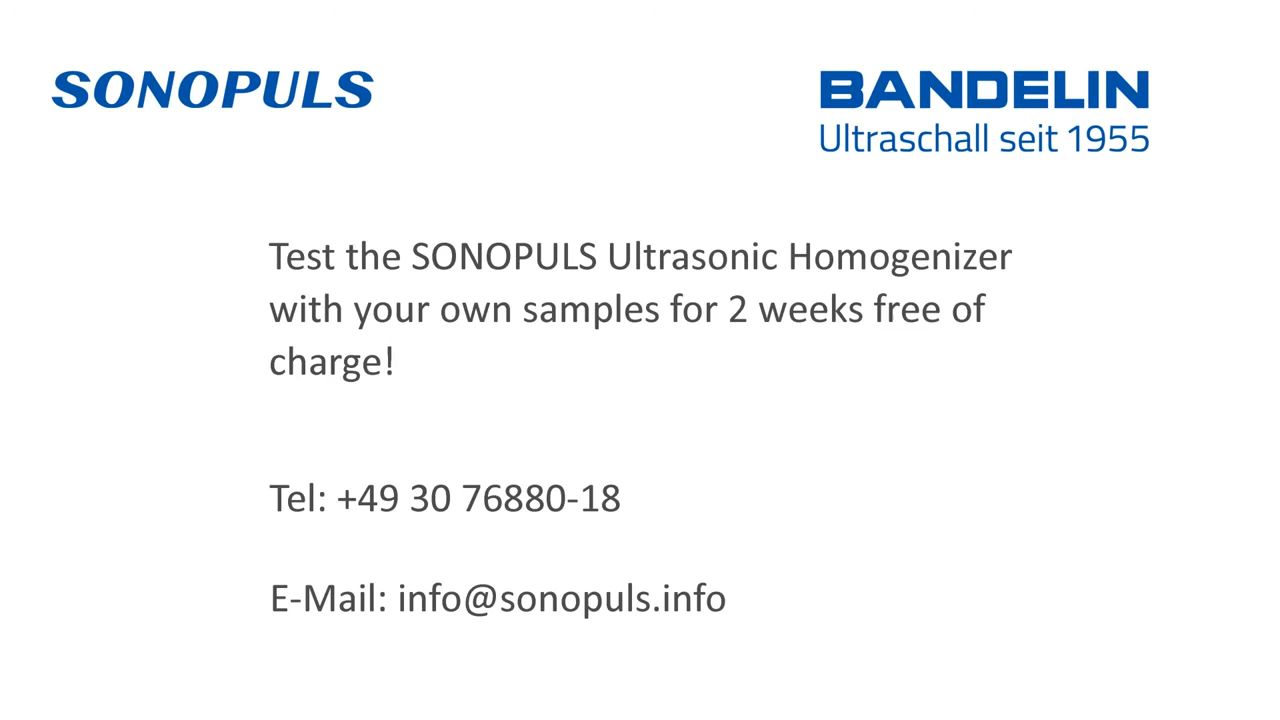 SONOPULS
BANDELIN
Ultraschall seit 1955
Test the SONOPULS Ultrasonic Homogenizer
with your own samples for 2 weeks free of
charge!
Tel: +49 30 76880-18
E-Mail: info@sonopuls.info